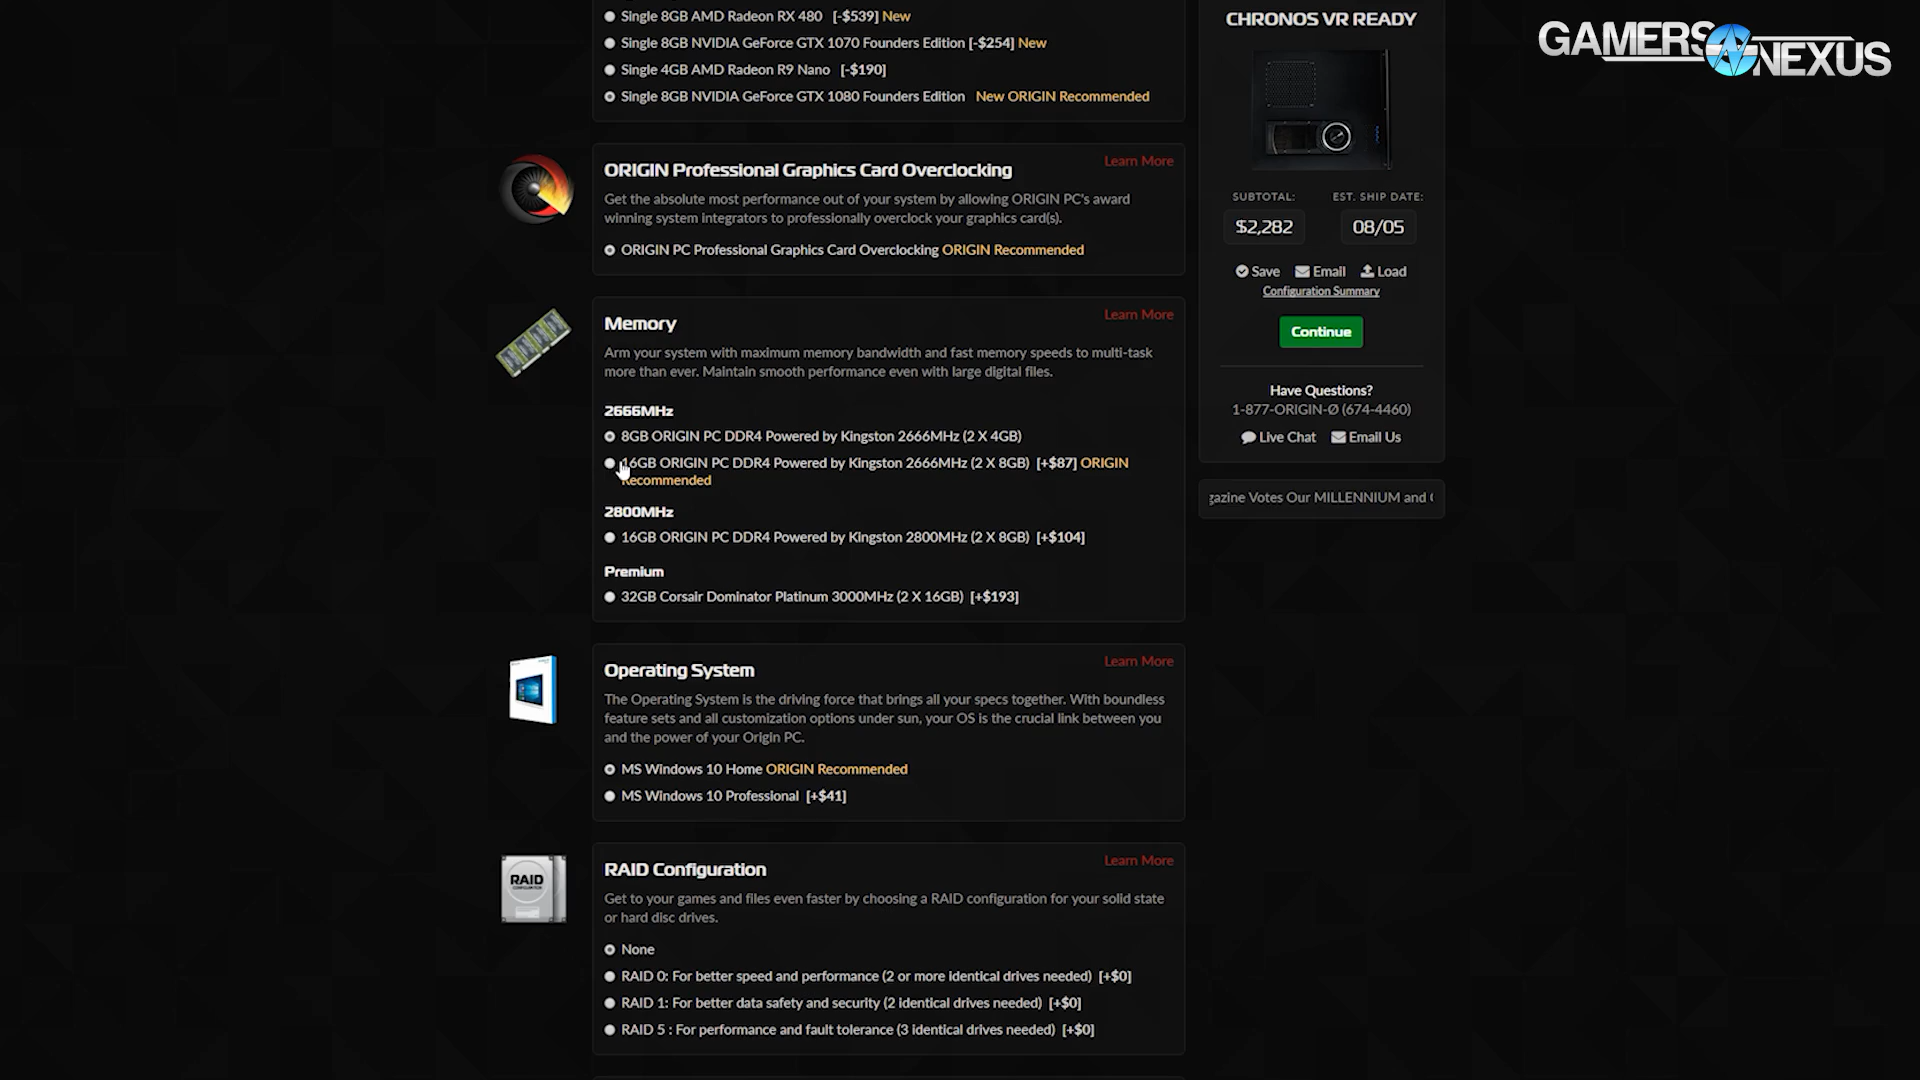 Single 8GB AMD Radeon RX 480 [-$539] New
Single 8GB NVIDIA GeForce GTX 1070 Founders Edition [-$254] New
Single 4GB AMD Radeon R9 Nano [-$190]
Single 8GB NVIDIA GeForce GTX 1080 Founders Edition New ORIGIN Recommended
ORIGIN Professional Graphics Card Overclocking
Learn More
Get the absolute most performance out of your system by allowing ORIGIN PC's award
winning system integrators to professionally overclock your graphics card(s).
ORIGIN PC Professional Graphics Card Overclocking ORIGIN Recommended
Memory
Learn More
Arm your system with maximum memory bandwidth and fast memory speeds to multi-task
more than ever. Maintain smooth performance even with large digital files.
2666MHz
8GB ORIGIN PC DDR4 Powered by Kingston 2666MHz (2 X 4GB)
16GB ORIGIN PC DDR4 Powered by Kingston 2666MHz (2 X 8GB) [+$87] ORIGIN
Recommended
2800MHz
16GB ORIGIN PC DDR4 Powered by Kingston 2800MHz (2 X 8GB) [+$104]
Premium
32GB Corsair Dominator Platinum 3000MHz (2 X 16GB) [+$193]
Operating System
Learn More
The Operating System is the driving force that brings all your specs together. With boundless
feature sets and all customization options under sun, your OS is the crucial link between you
and the power of your Origin PC.
MS Windows 10 Home ORIGIN Recommended
MS Windows 10 Professional [+$41]
RAID
RAID Configuration
Learn More
Get to your games and files even faster by choosing a RAID configuration for your solid state
or hard disc drives.
None
RAID 0: For better speed and performance (2 or more identical drives needed) [+$0]
RAID 1: For better data safety and security (2 identical drives needed) [+$0]
RAID 5 : For performance and fault tolerance (3 identical drives needed) [+$0]
CHRONOS VR READY
SUBTOTAL: EST. SHIP DATE:
$2,282 08/05
Save Email Load
Configuration Summary
Continue
Have Questions?
1-877-ORIGIN-Ø (674-4460)
Live Chat Email Us
gazine Votes Our MILLENNIUM and
GAMERS NEXUS